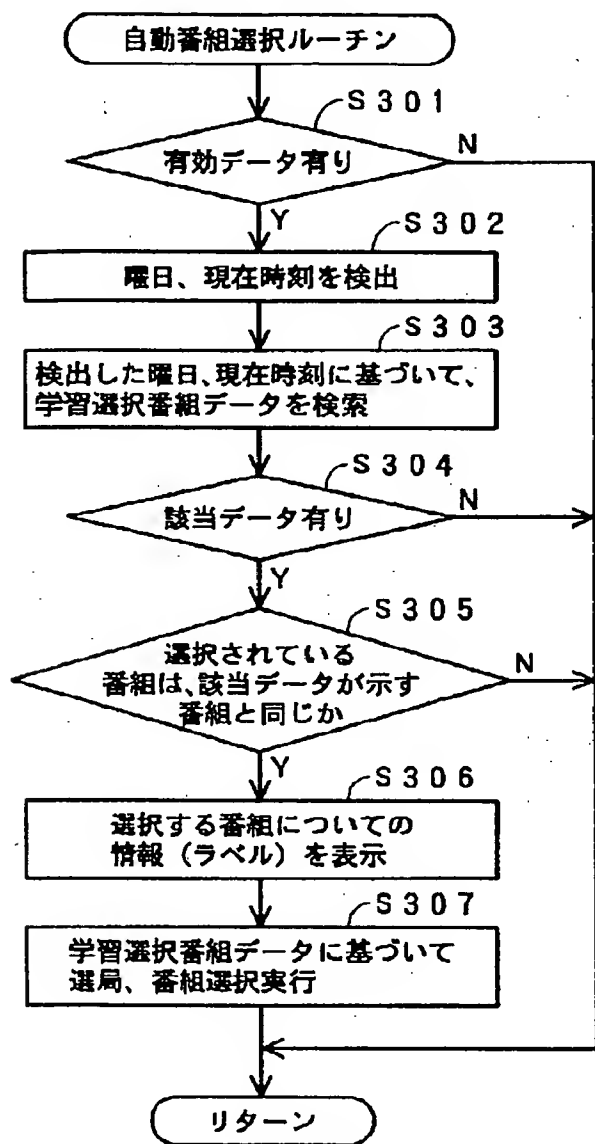 自動番組選択ルーチン
S301
有効データ有り
N
Y
S302
曜日、現在時刻を検出
S303
検出した曜日、現在時刻に基づいて、
学習選択番組データを検索
S304
該当データ有り
N
Y
S305
選択されている
番組は、該当データが示す
番組と同じか
N
Y
S306
選択する番組についての
情報（ラベル）を表示
S307
学習選択番組データに基づいて
選局、番組選択実行
リターン